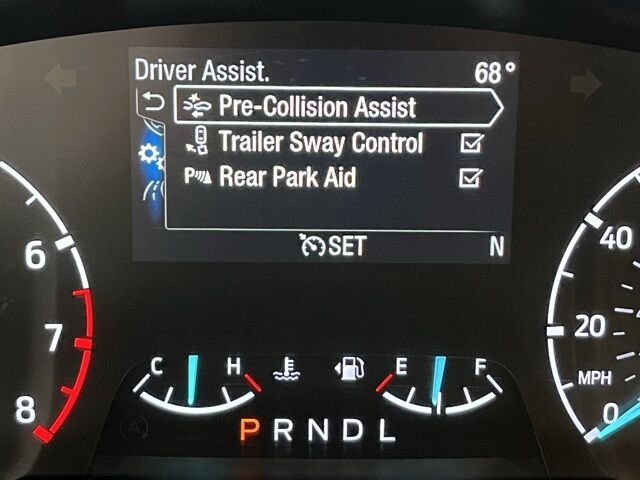 Driver Assist. 68°
Pre-Collision Assist
Trailer Sway Control
P Rear Park Aid
SET N
6
7
8
40
20
MPH
0
C H
E F
P R N D L
A